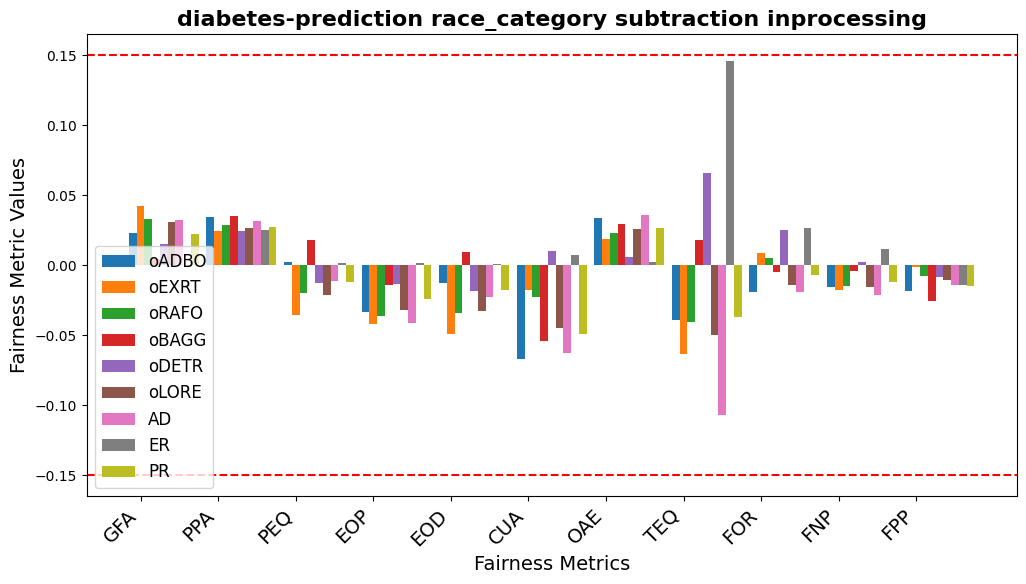 diabetes-prediction race_category subtraction inprocessing
Fairness Metric Values
0.15
0.10
0.05
0.00
−0.05
−0.10
−0.15
oADBO
oEXRT
oRAFO
oBAGG
oDETR
oLORE
AD
ER
PR
GFA
PPA
PEQ
EOP
EOD
CUA
OAE
TEQ
FOR
FNP
FPP
Fairness Metrics